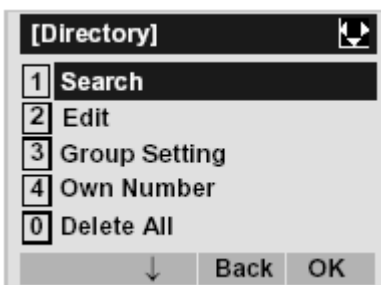 [Directory]
1 Search
2 Edit
3 Group Setting
4 Own Number
0 Delete All
↓ Back OK